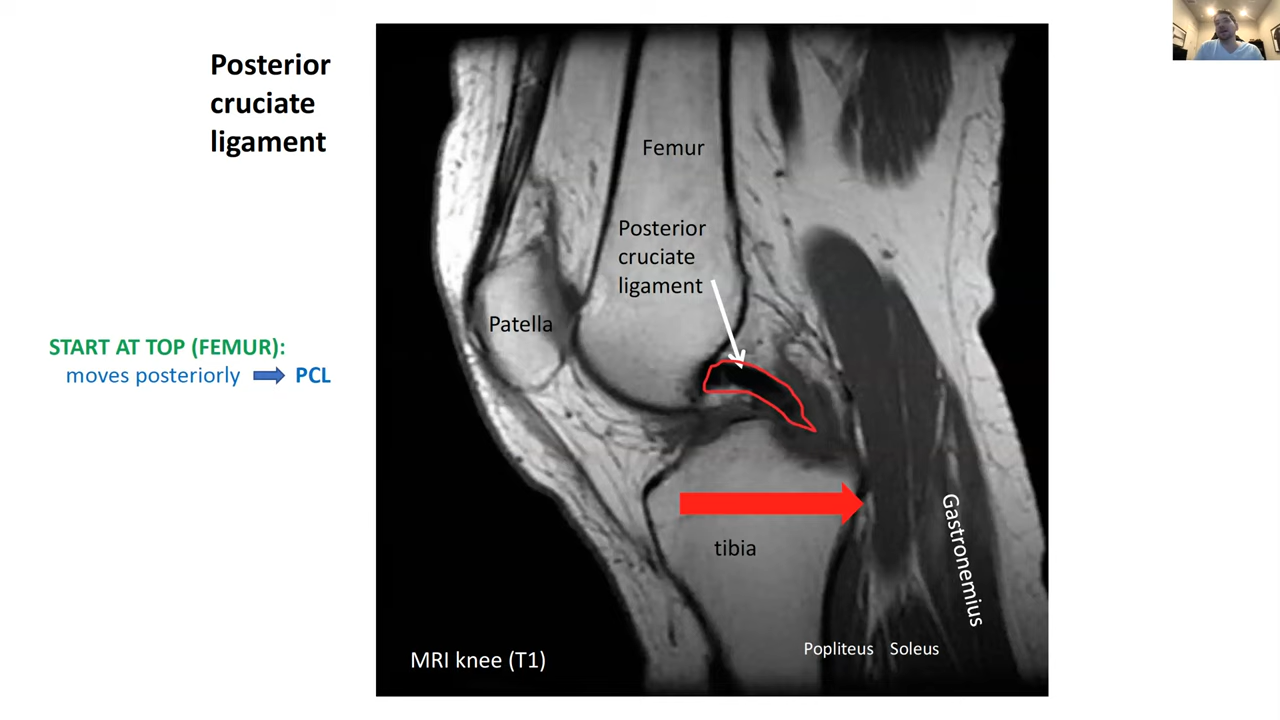 Posterior
cruciate
ligament
START AT TOP (FEMUR):
moves posteriorly PCL
Femur
Posterior
cruciate
ligament
Patella
tibia
Gastronemius
Popliteus Soleus
MRI knee (T1)